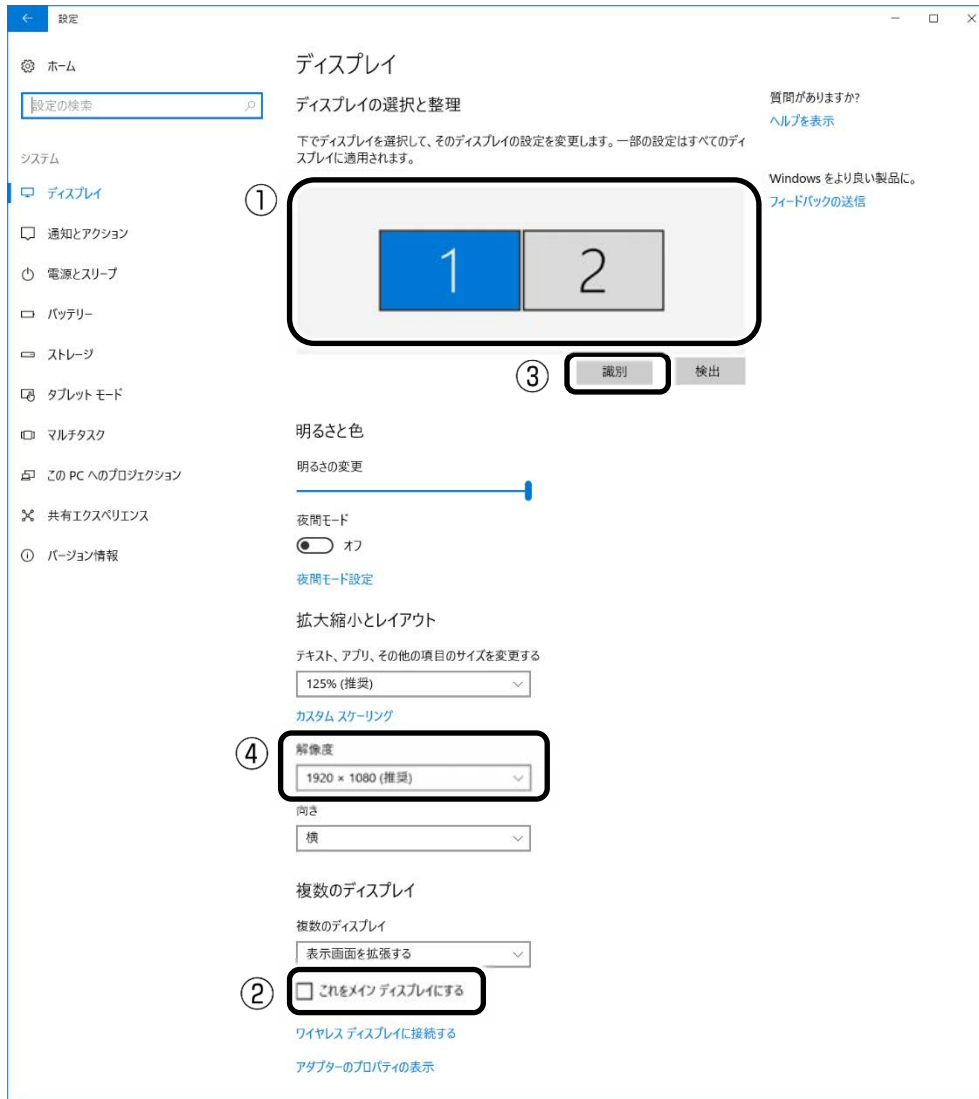 設定
ホーム
設定の検索
システム
ディスプレイ
通知とアクション
電源とスリープ
バッテリー
ストレージ
タブレット モード
マルチタスク
この PC へのプロジェクション
共有エクスペリエンス
バージョン情報
ディスプレイ
ディスプレイの選択と整理
下でディスプレイを選択して、そのディスプレイの設定を変更します。一部の設定はすべてのディ
スプレイに適用されます。
①
1 2
③ 識別 検出
明るさと色
明るさの変更
夜間モード
オフ
夜間モード設定
拡大縮小とレイアウト
テキスト、アプリ、その他の項目のサイズを変更する
125% (推奨)
カスタム スケーリング
④ 解像度
1920 × 1080 (推奨)
向き
横
複数のディスプレイ
複数のディスプレイ
表示画面を拡張する
② これをメイン ディスプレイにする
ワイヤレス ディスプレイに接続する
アダプターのプロパティの表示
質問がありますか?
ヘルプを表示
Windows をより良い製品に。
フィードバックの送信